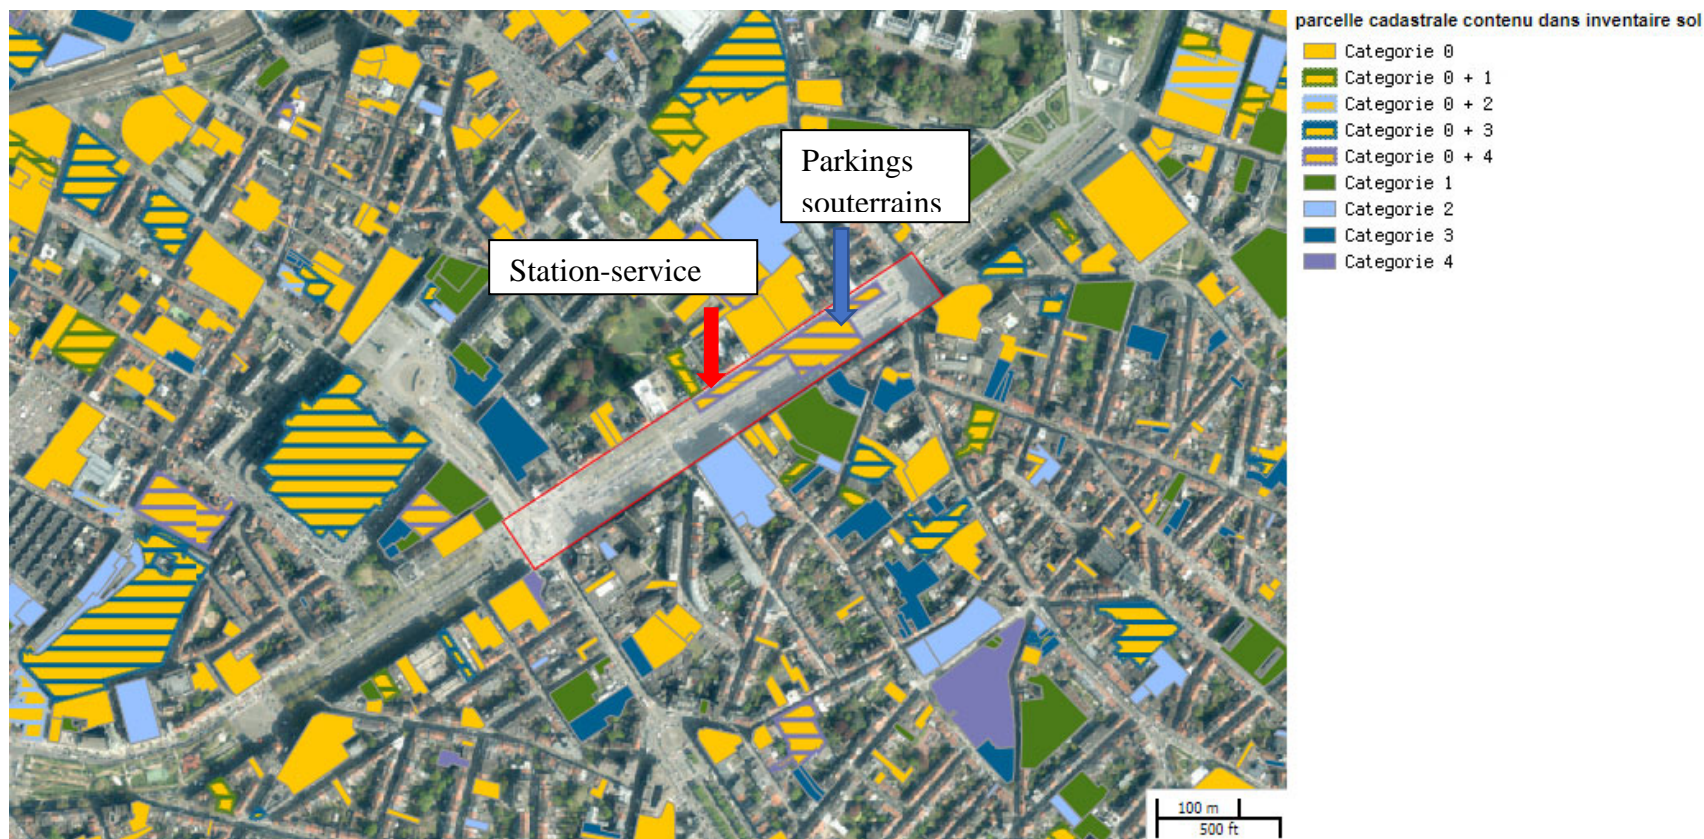 parcelle cadastrale contenu dans inventaire sol
Categorie 0
Categorie 0 + 1
Categorie 0 + 2
Categorie 0 + 3
Categorie 0 + 4
Categorie 1
Categorie 2
Categorie 3
Categorie 4
Parkings
souterrains
Station-service
100 m
500 ft